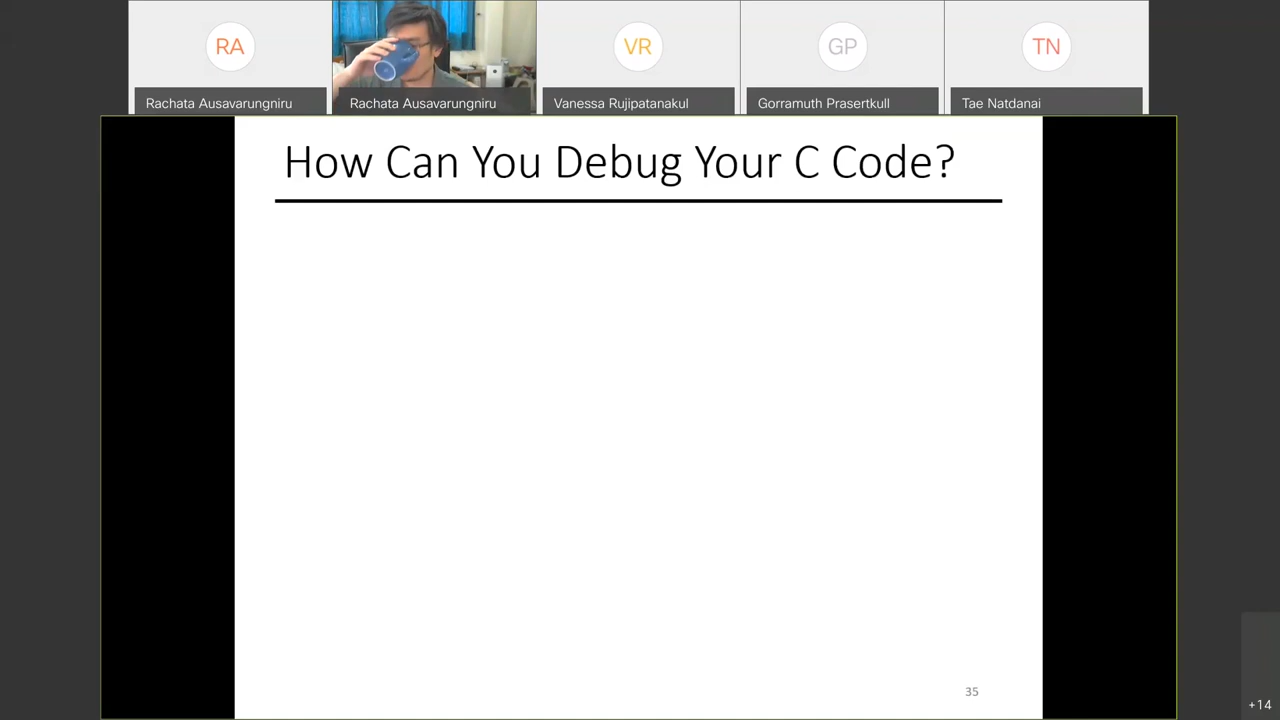 RA
VR
GP
TN
Rachata Ausavarungniru
Rachata Ausavarungniru
Vanessa Rujipatanakul
Gorramuth Prasertkull
Tae Natdanai
How Can You Debug Your C Code?
35
+14